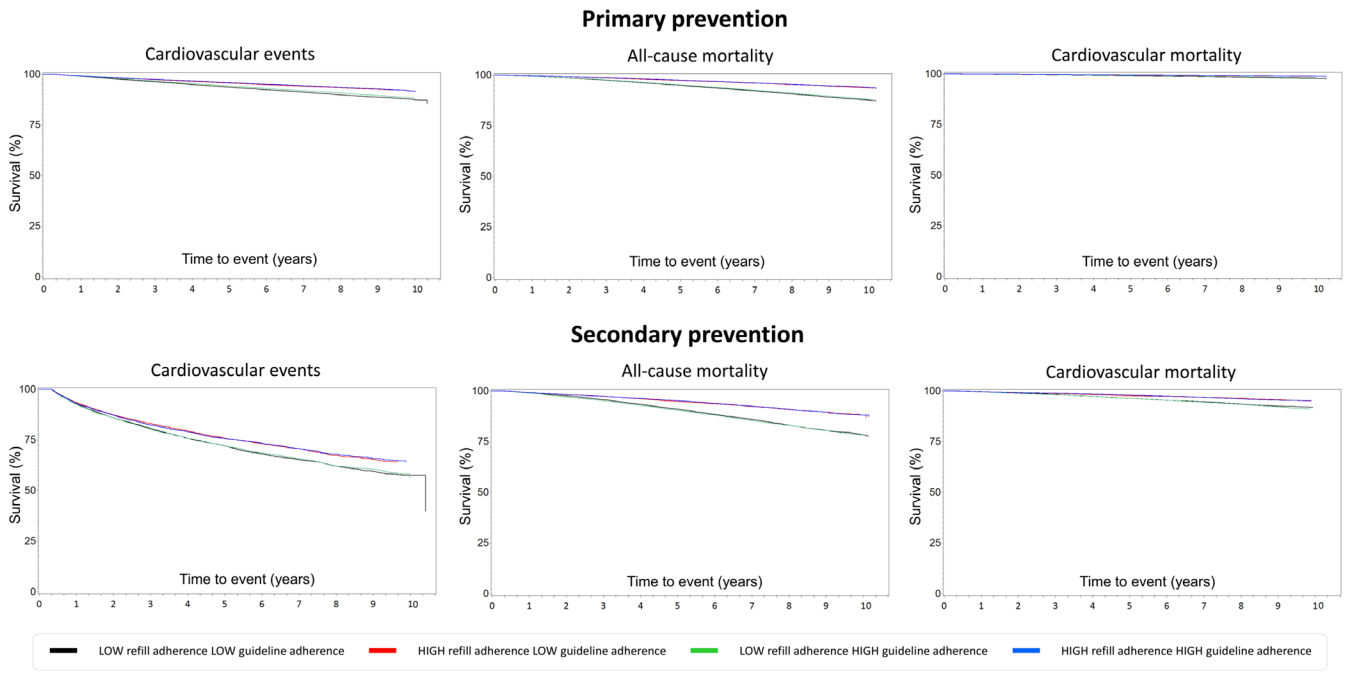 Primary prevention
Cardiovascular events
All-cause mortality
Cardiovascular mortality
100
75
50
25
0
Survival (%)
Time to event (years)
0 1 2 3 4 5 6 7 8 9 10
100
75
50
25
0
Survival (%)
Time to event (years)
0 1 2 3 4 5 6 7 8 9 10
100
75
50
25
0
Survival (%)
Time to event (years)
0 1 2 3 4 5 6 7 8 9 10
Secondary prevention
Cardiovascular events
All-cause mortality
Cardiovascular mortality
100
75
50
25
0
Survival (%)
Time to event (years)
0 1 2 3 4 5 6 7 8 9 10
100
75
50
25
0
Survival (%)
Time to event (years)
0 1 2 3 4 5 6 7 8 9 10
100
75
50
25
0
Survival (%)
Time to event (years)
0 1 2 3 4 5 6 7 8 9 10
LOW refill adherence LOW guideline adherence
HIGH refill adherence LOW guideline adherence
LOW refill adherence HIGH guideline adherence
HIGH refill adherence HIGH guideline adherence